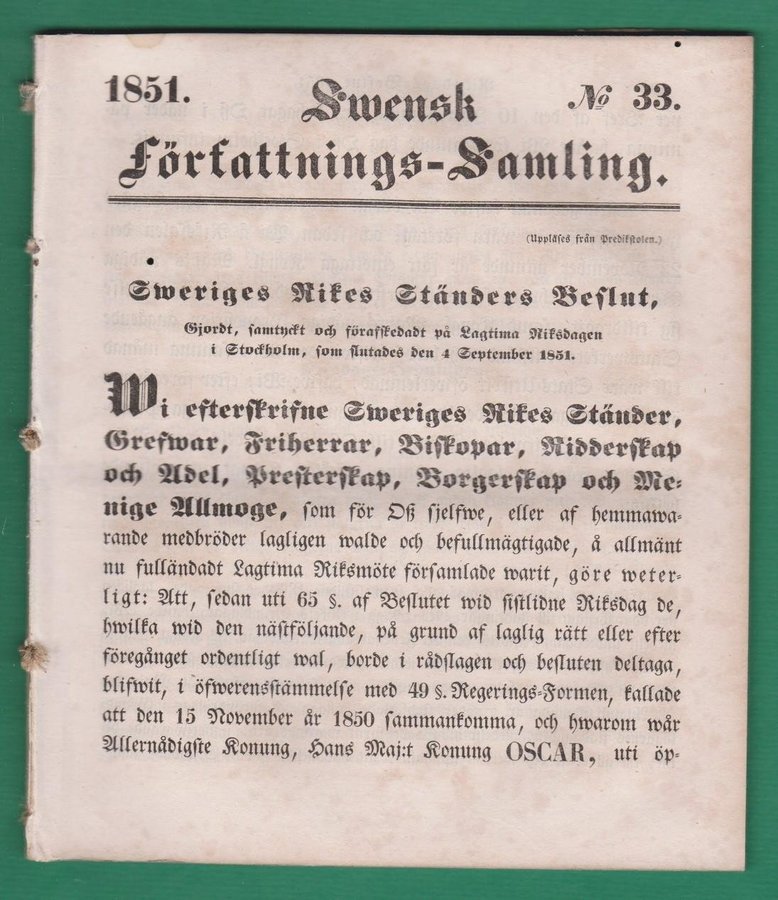 1851.
Swensk
№ 33.
Författnings-Samling.
(Uppläses från Predikstolen.)
Sweriges Rikes Ständers Beslut,
Gjordt, samtyckt och förafskedadt på Lagtima Riksdagen
i Stockholm, som slutades den 4 September 1851.
Wi efterskrifne Sweriges Rikes Ständer,
Grefwar, Friherrar, Biskopar, Ridderskap
och Adel, Presterskap, Borgerskap och Me-
nige Allmoge, som för Oß sjelfwe, eller af hemmawa-
rande medbröder lagligen walde och befullmägtigade, å allmänt
nu fulländadt Lagtima Riksmöte församlade warit, göre weter-
ligt: Att, sedan uti 65 §. af Beslutet wid sistlidne Riksdag de,
hwilka wid den nästföljande, på grund af laglig rätt eller efter
föregånget ordentligt wal, borde i rådslagen och besluten deltaga,
blifwit, i öfwerensstämmelse med 49 §. Regerings-Formen, kallade
att den 15 November år 1850 sammankomma, och hwarom wår
Allernådigste Konung, Hans Maj:t Konung OSCAR, uti öp-